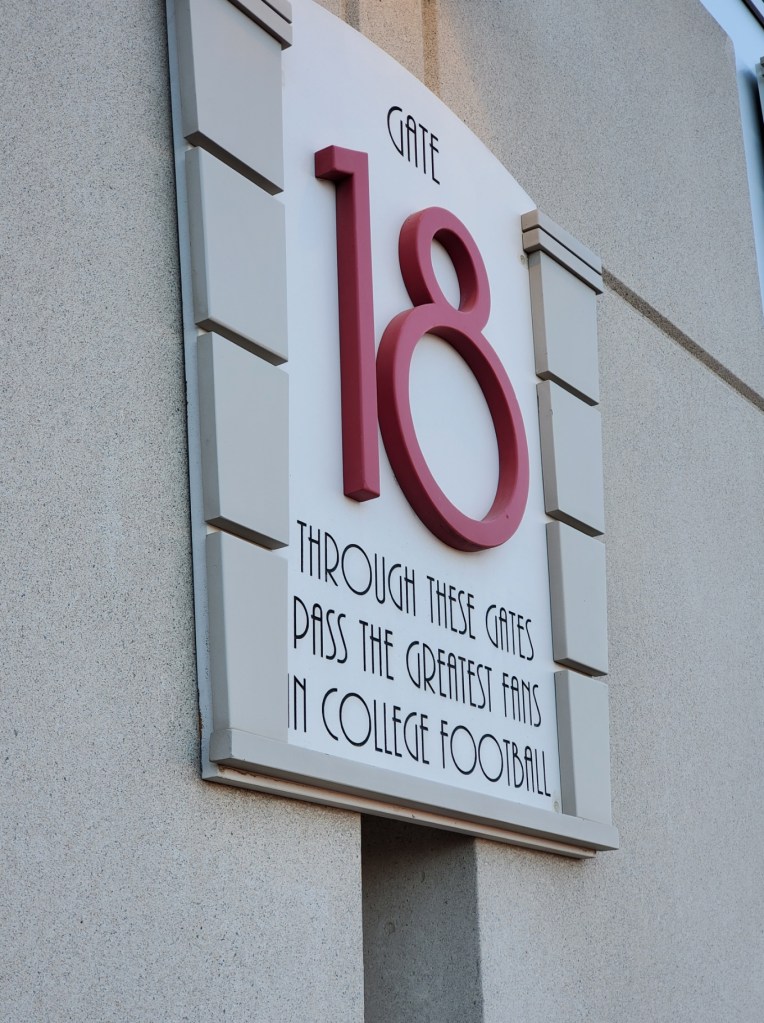 GATE
18
THROUGH THESE GATES
PASS THE GREATEST FANS
IN COLLEGE FOOTBALL